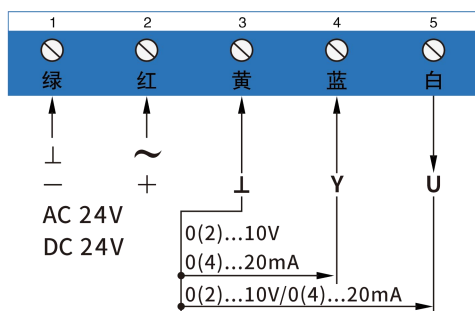 1 2 3 4 5
绿 红 黄 蓝 白
⊥ ~ ⊥ Y U
− +
AC 24V
DC 24V
0(2)...10V
0(4)...20mA
0(2)...10V/0(4)...20mA